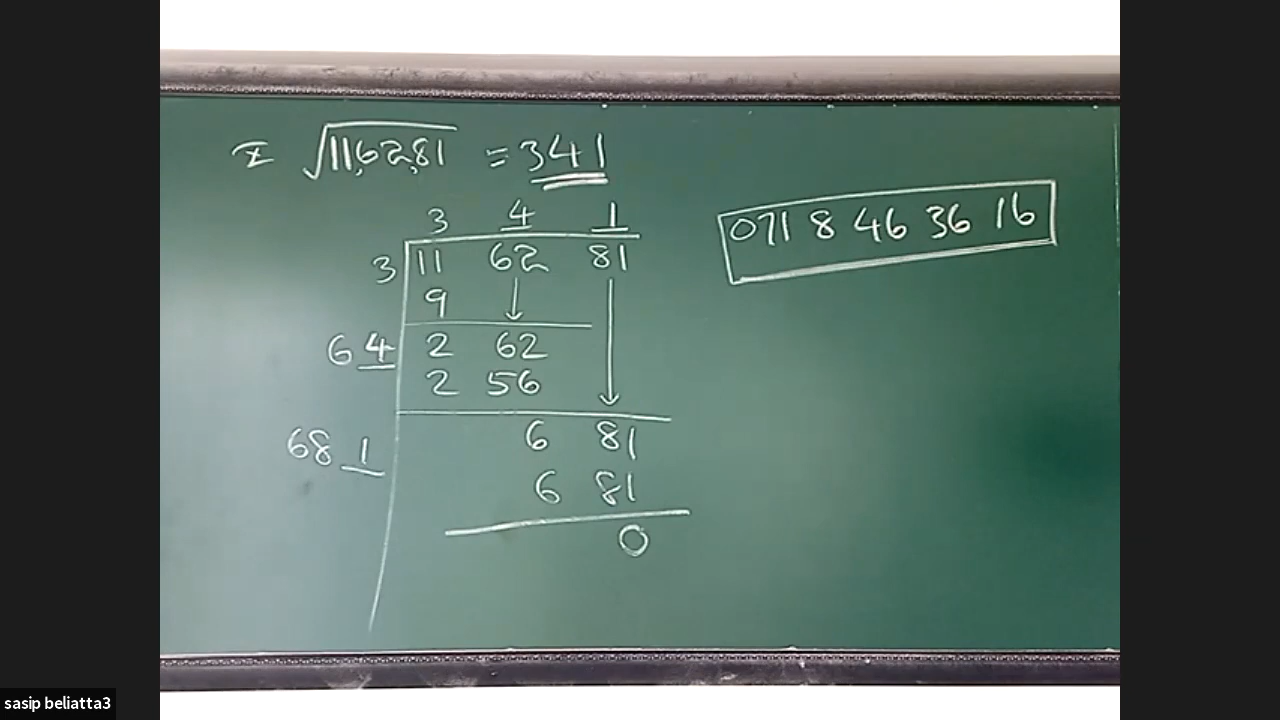 I √11,62,81 = 341
071 8 46 36 16
3 4 1
3 11 62 81
9
64 2 62
2 56
681 6 81
6 81
0
sasip beliatta3